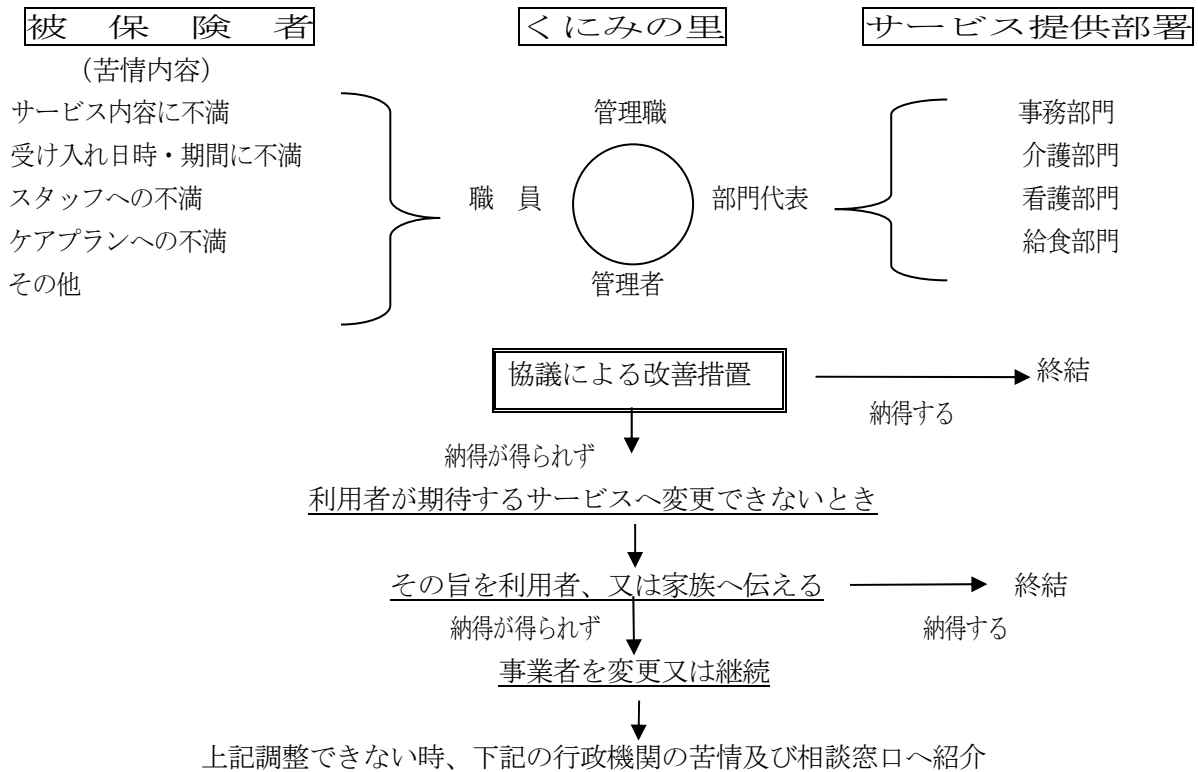 被保険者
くにみの里
サービス提供部署
(苦情内容)
サービス内容に不満
受け入れ日時・期間に不満
スタッフへの不満
ケアプランへの不満
その他
管理職
職 員
部門代表
管理者
事務部門
介護部門
看護部門
給食部門
協議による改善措置
終結
納得する
納得が得られず
利用者が期待するサービスへ変更できないとき
その旨を利用者、又は家族へ伝える
終結
納得が得られず
納得する
事業者を変更又は継続
上記調整できない時、下記の行政機関の苦情及び相談窓口へ紹介